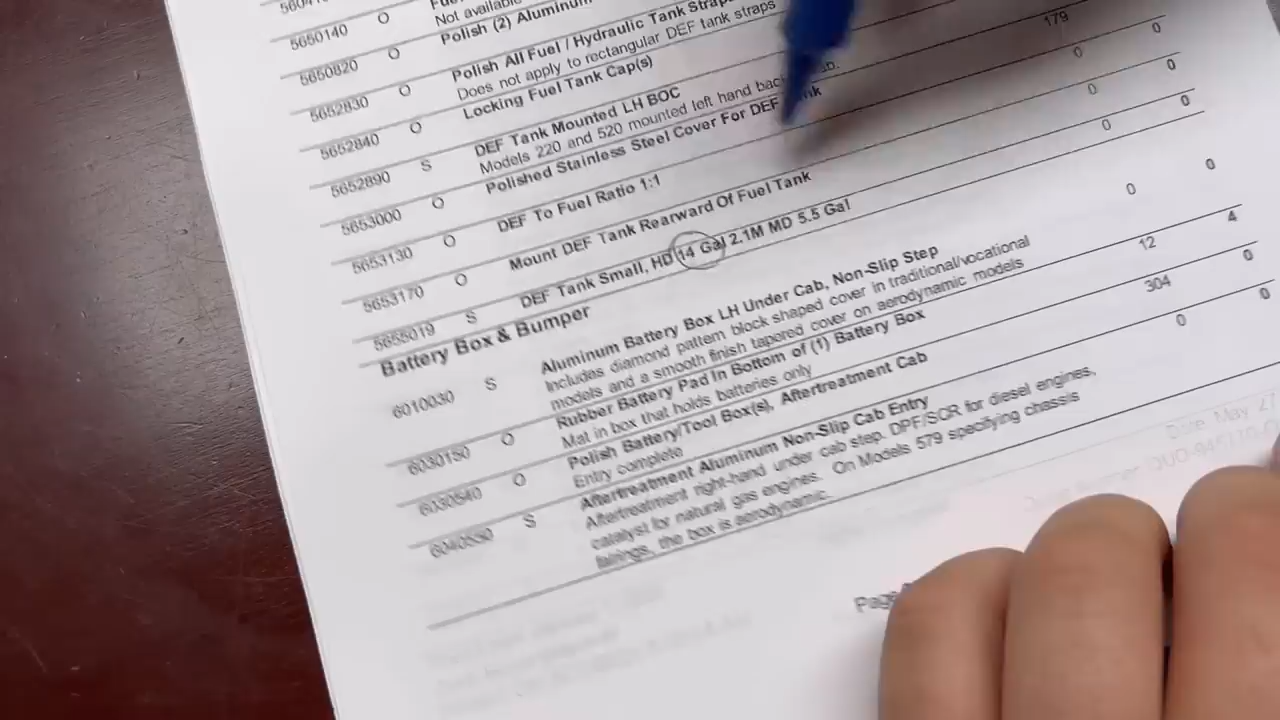 5650140 O Not available
5650820 O Polish (2) Aluminum
Polish All Fuel / Hydraulic Tank Straps
5652830 O Does not apply to rectangular DEF tank straps
5652840 O Locking Fuel Tank Cap(s) 179 0
5652890 S DEF Tank Mounted LH BOC 0 0
Models 220 and 520 mounted left hand
5653000 O Polished Stainless Steel Cover For DEF 0 0
5653130 O DEF To Fuel Ratio 1:1 0
5653170 O Mount DEF Tank Rearward Of Fuel Tank
5655019 S DEF Tank Small, HD 14 Gal 2.1M MD 5.5 Gal 0 0
Battery Box & Bumper
6010030 S Aluminum Battery Box LH Under Cab, Non-Slip Step
Includes diamond pattern block shaped cover in traditional/vocational
models and a smooth finish tapered cover on aerodynamic models
6030150 O Rubber Battery Pad In Bottom of (1) Battery Box 12 4
Mat in box that holds batteries only
6030540 O Polish Battery/Tool Box(s), Aftertreatment Cab 304 0
Entry complete
S Aftertreatment Aluminum Non-Slip Cab Entry 0 0
Aftertreatment right-hand under cab step. DPF/SCR for diesel engines,
catalyst for natural gas engines. On Models 579 specifying chassis
fairings, the box is aerodynamic.
Date: May 27
Page